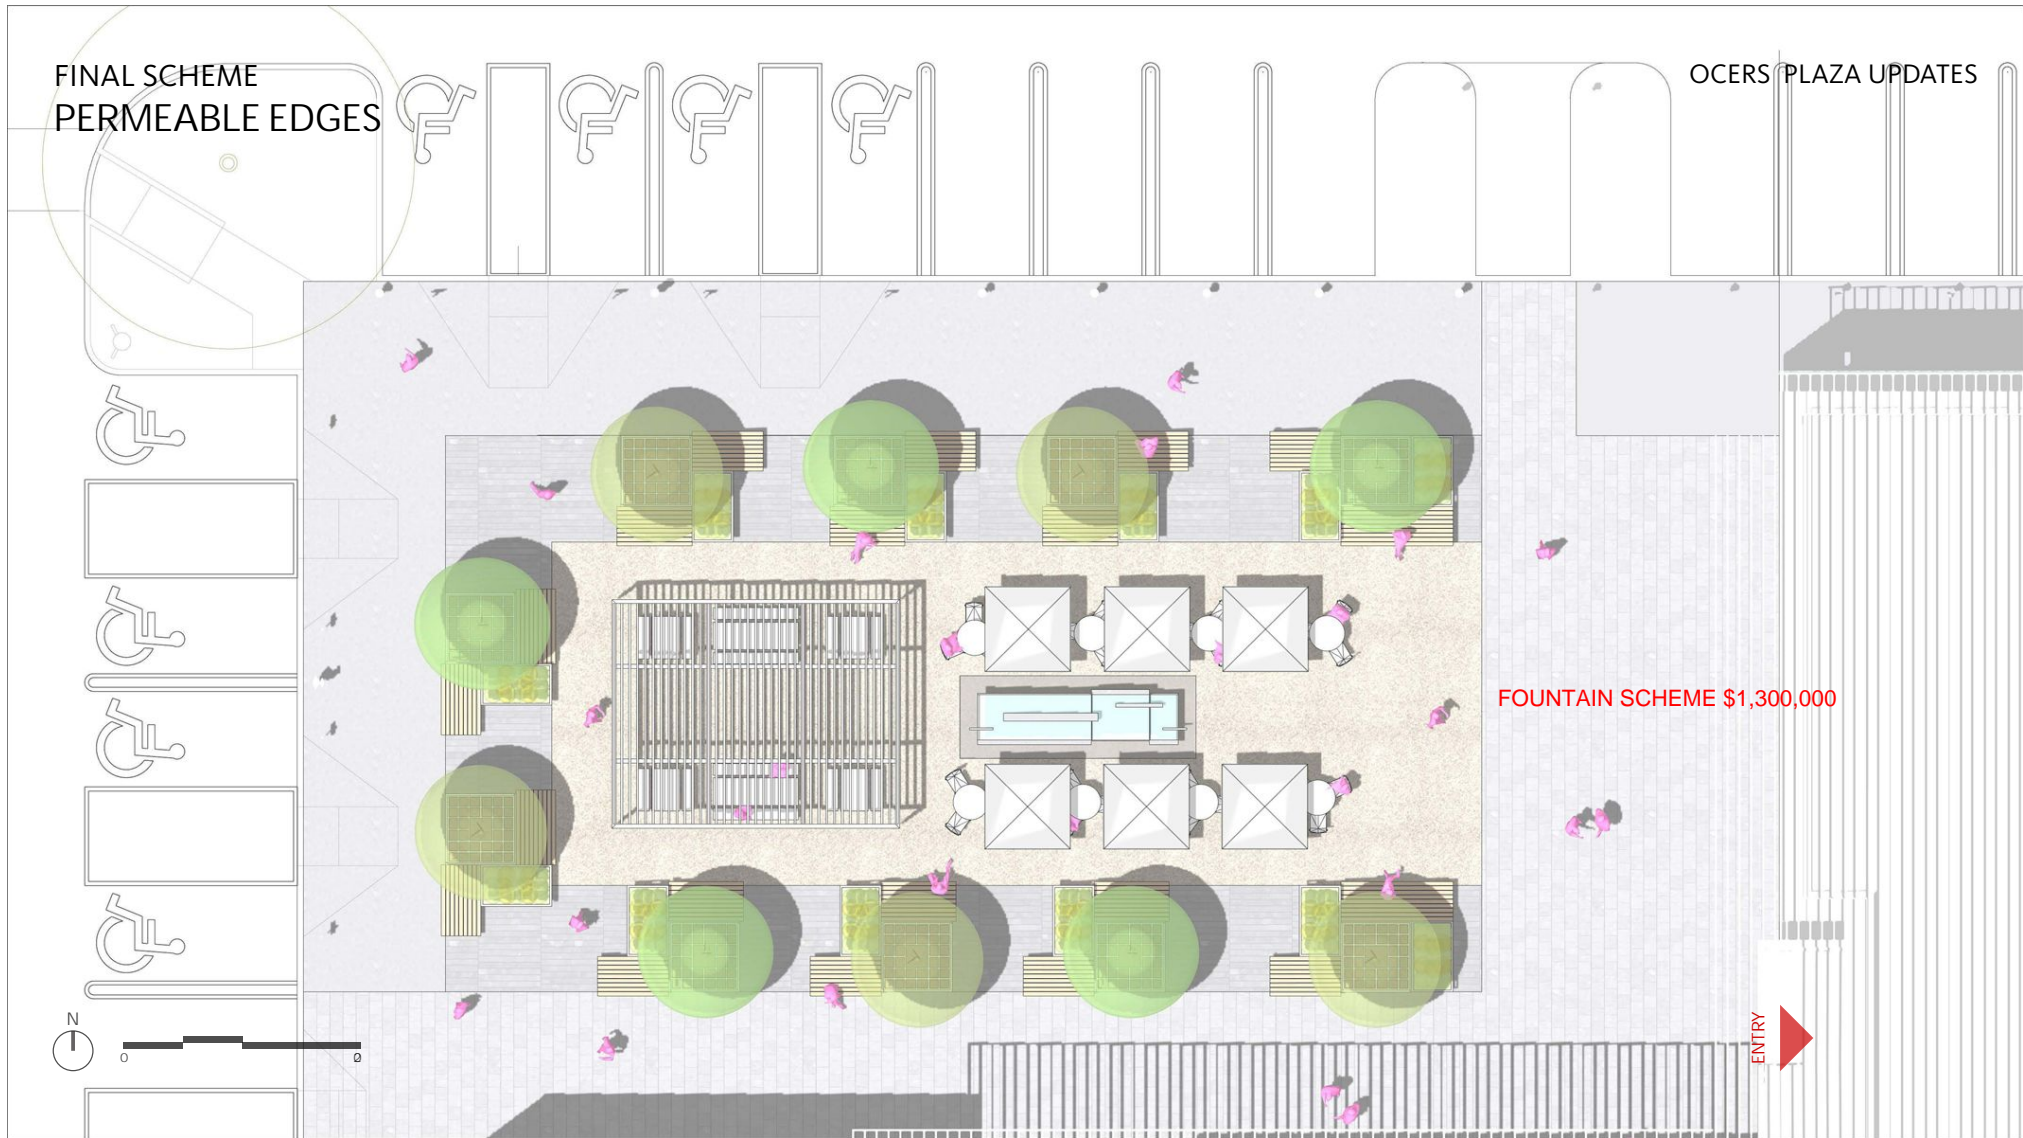 FINAL SCHEME
PERMEABLE EDGES
OCERS PLAZA UPDATES
FOUNTAIN SCHEME $1,300,000
ENTRY
N
0